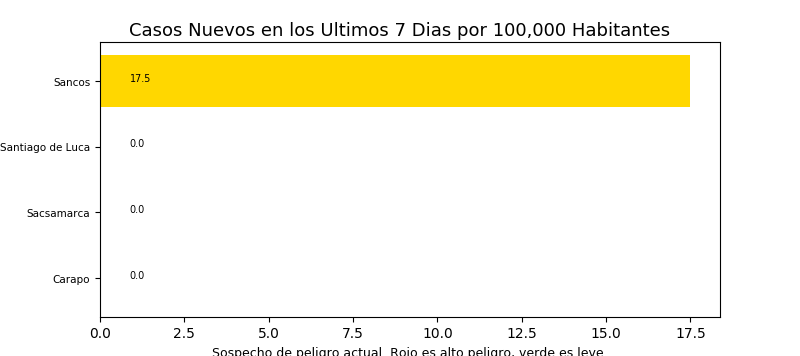 Casos Nuevos en los Ultimos 7 Dias por 100,000 Habitantes
Sancos 17.5
Santiago de Luca 0.0
Sacsamarca 0.0
Carapo 0.0
0.0 2.5 5.0 7.5 10.0 12.5 15.0 17.5
Sospecho de peligro actual. Rojo es alto peligro, verde es leve